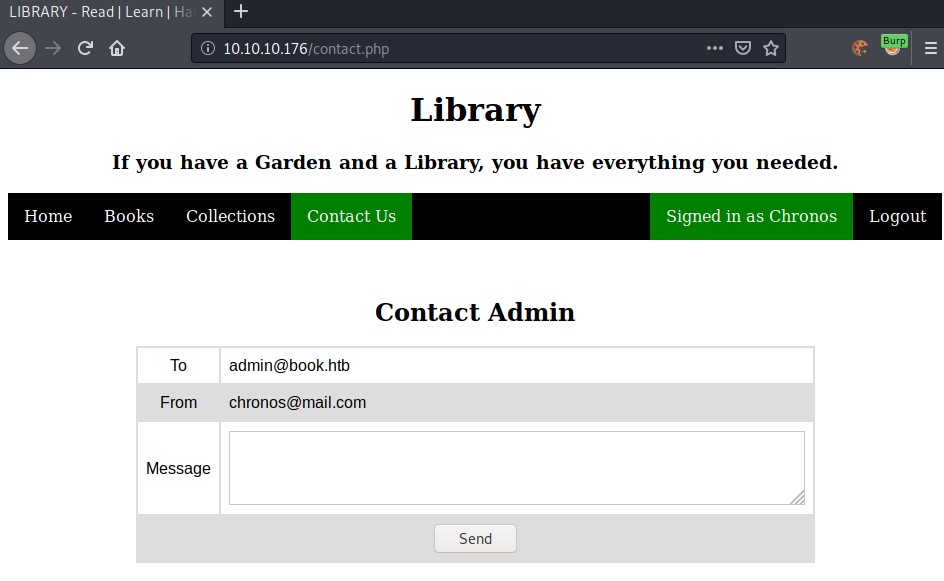 LIBRARY - Read | Learn | Ha
Burp
10.10.10.176/contact.php
Library
If you have a Garden and a Library, you have everything you needed.
Home Books Collections Contact Us Signed in as Chronos Logout
Contact Admin
To admin@book.htb
From chronos@mail.com
Message
Send